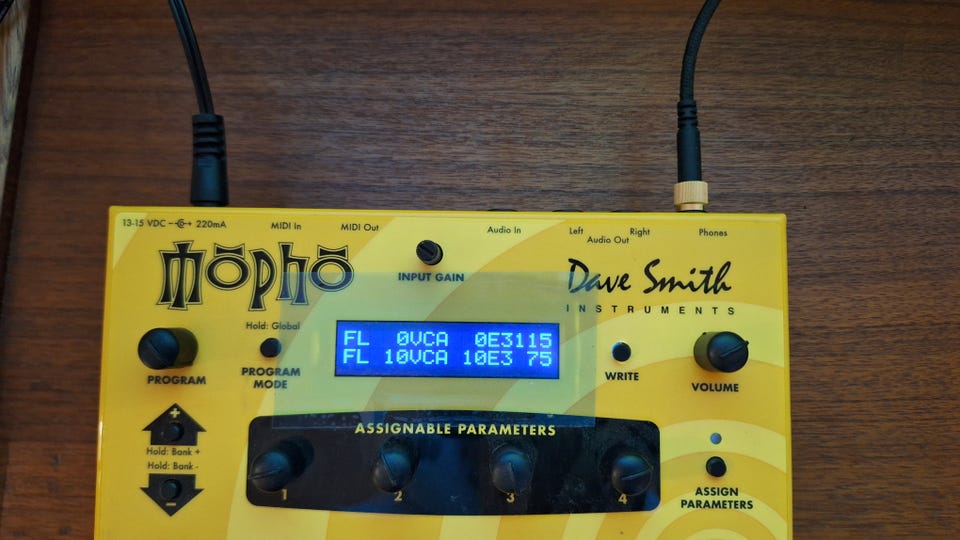 13-15 VDC 220mA MIDI In MIDI Out Audio In Left Right Phones
Audio Out
mōphō
INPUT GAIN
Dave Smith
INSTRUMENTS
Hold: Global
PROGRAM
PROGRAM
MODE
FL 0VCA 0E3115
FL 10VCA 10E3 75
WRITE
VOLUME
+
Hold: Bank +
Hold: Bank -
-
ASSIGNABLE PARAMETERS
1 2 3 4
ASSIGN
PARAMETERS